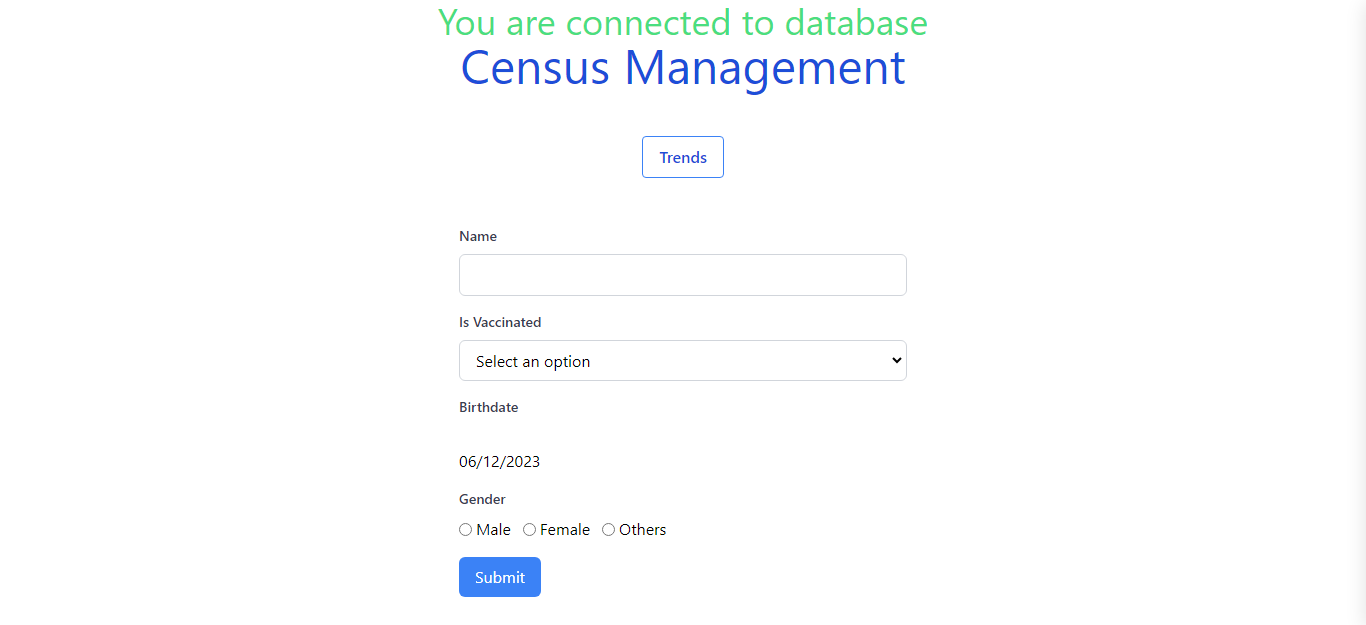 You are connected to database
Census Management
Trends
Name
Is Vaccinated
Select an option
Birthdate
06/12/2023
Gender
Male Female Others
Submit